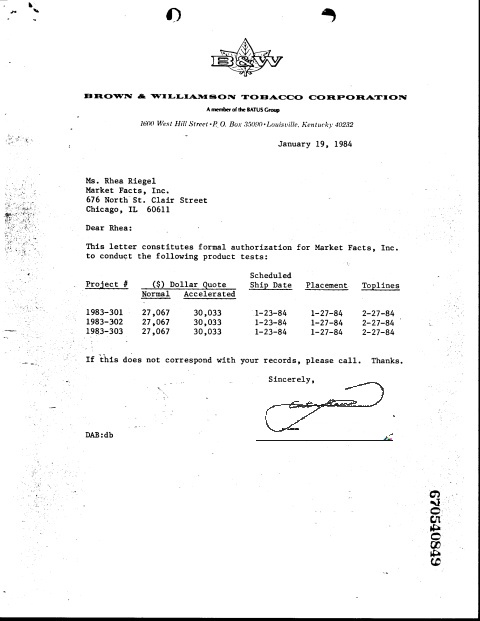 B&W
BROWN & WILLIAMSON TOBACCO CORPORATION
A member of the BATUS Group
1600 West Hill Street • P.O. Box 35090 • Louisville, Kentucky 40232
January 19, 1984
Ms. Rhea Riegel
Market Facts, Inc.
676 North St. Clair Street
Chicago, IL 60611
Dear Rhea:
This letter constitutes formal authorization for Market Facts, Inc.
to conduct the following product tests:
Scheduled
Project # ($) Dollar Quote Ship Date Placement Toplines
Normal Accelerated
1983-301 27,067 30,033 1-23-84 1-27-84 2-27-84
1983-302 27,067 30,033 1-23-84 1-27-84 2-27-84
1983-303 27,067 30,033 1-23-84 1-27-84 2-27-84
If this does not correspond with your records, please call. Thanks.
Sincerely,
DAB:db
670540849